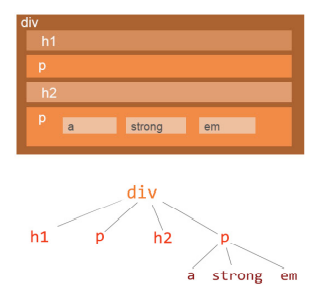 div
h1
p
h2
p
a strong em
div
h1 p h2 p
a strong em